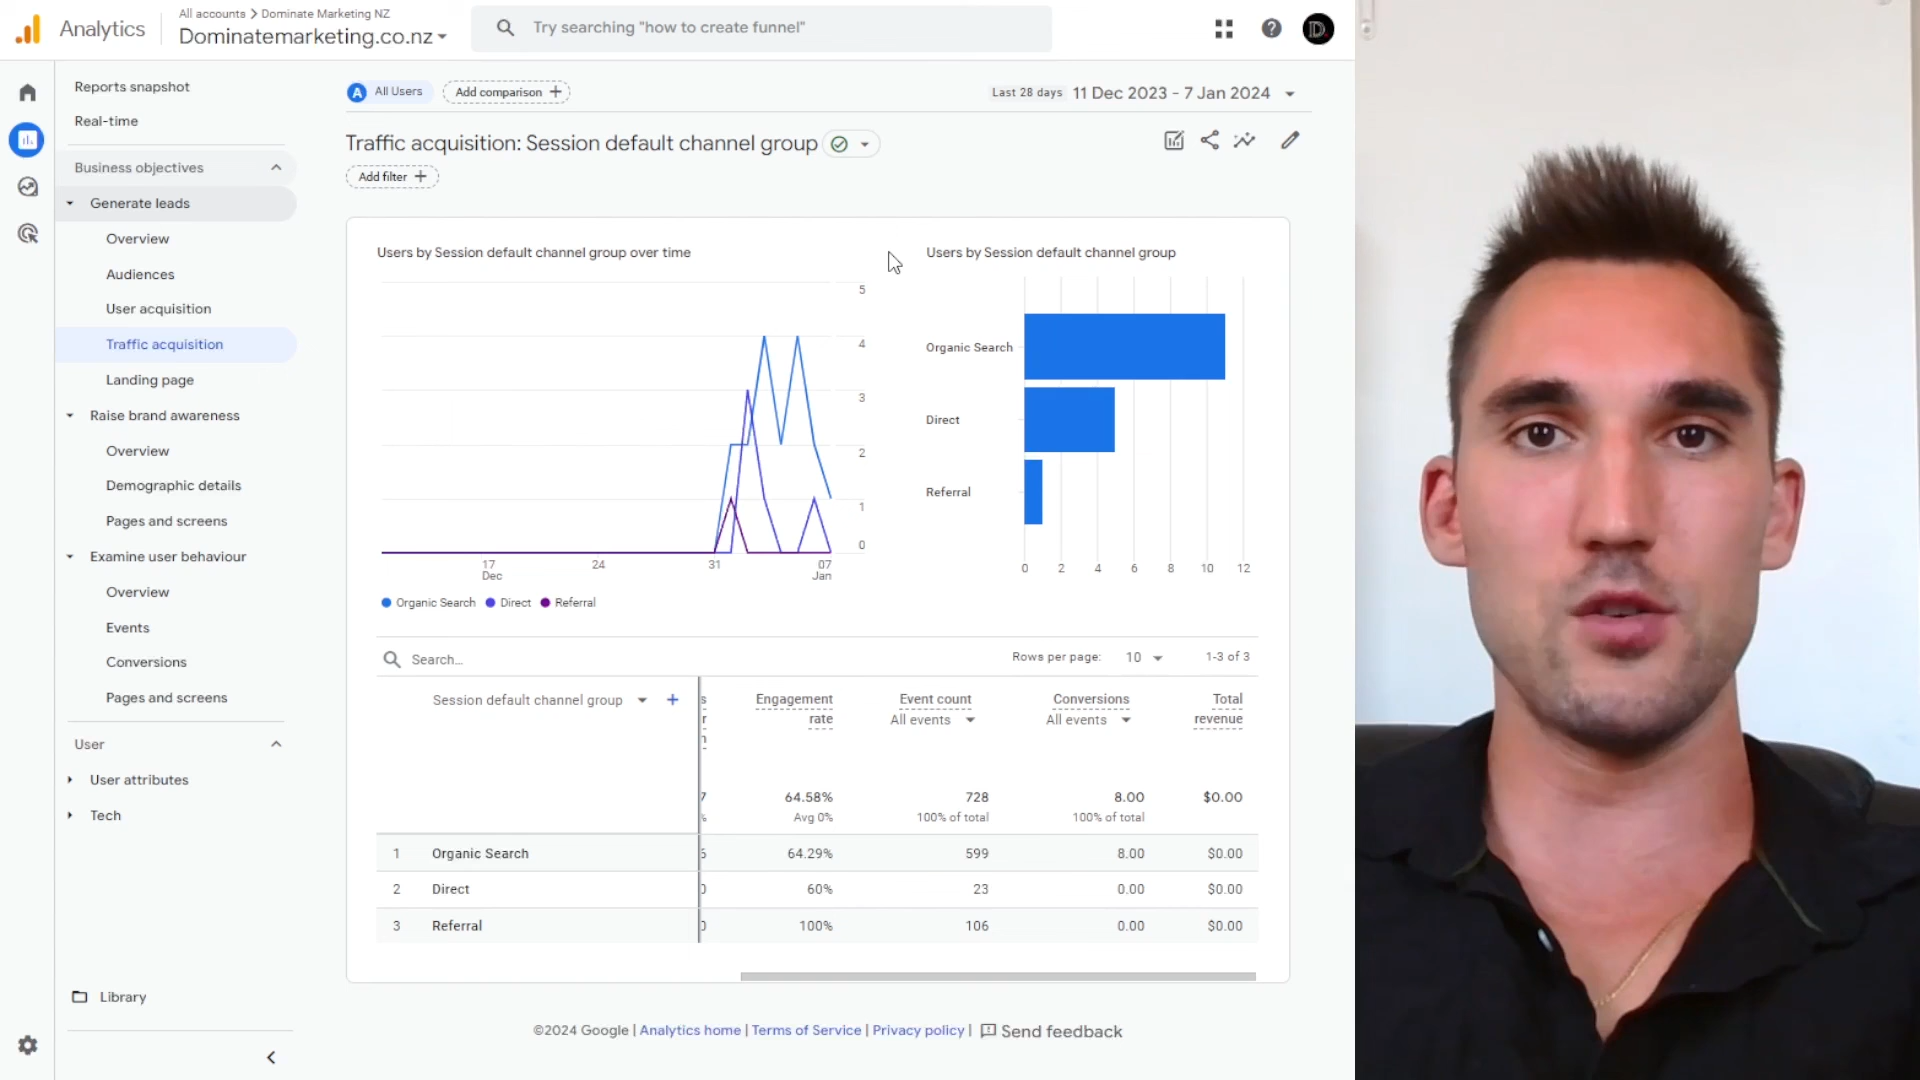 Analytics
All accounts > Dominate Marketing NZ
Dominatemarketing.co.nz
Try searching "how to create funnel"
D.
Reports snapshot
Real-time
Business objectives
Generate leads
Overview
Audiences
User acquisition
Traffic acquisition
Landing page
Raise brand awareness
Overview
Demographic details
Pages and screens
Examine user behaviour
Overview
Events
Conversions
Pages and screens
User
User attributes
Tech
Library
A All Users
Add comparison +
Last 28 days 11 Dec 2023 - 7 Jan 2024
Traffic acquisition: Session default channel group
Add filter +
Users by Session default channel group over time
5
4
3
2
1
0
17 Dec
24
31
07 Jan
Organic Search Direct Referral
Users by Session default channel group
Organic Search
Direct
Referral
0 2 4 6 8 10 12
Search...
Rows per page: 10 1-3 of 3
Session default channel group +
Engagement rate
Event count
All events
Conversions
All events
Total revenue
64.58% 728 8.00 $0.00
Avg 0% 100% of total 100% of total
1 Organic Search 64.29% 599 8.00 $0.00
2 Direct 60% 23 0.00 $0.00
3 Referral 100% 106 0.00 $0.00
©2024 Google | Analytics home | Terms of Service | Privacy policy | Send feedback